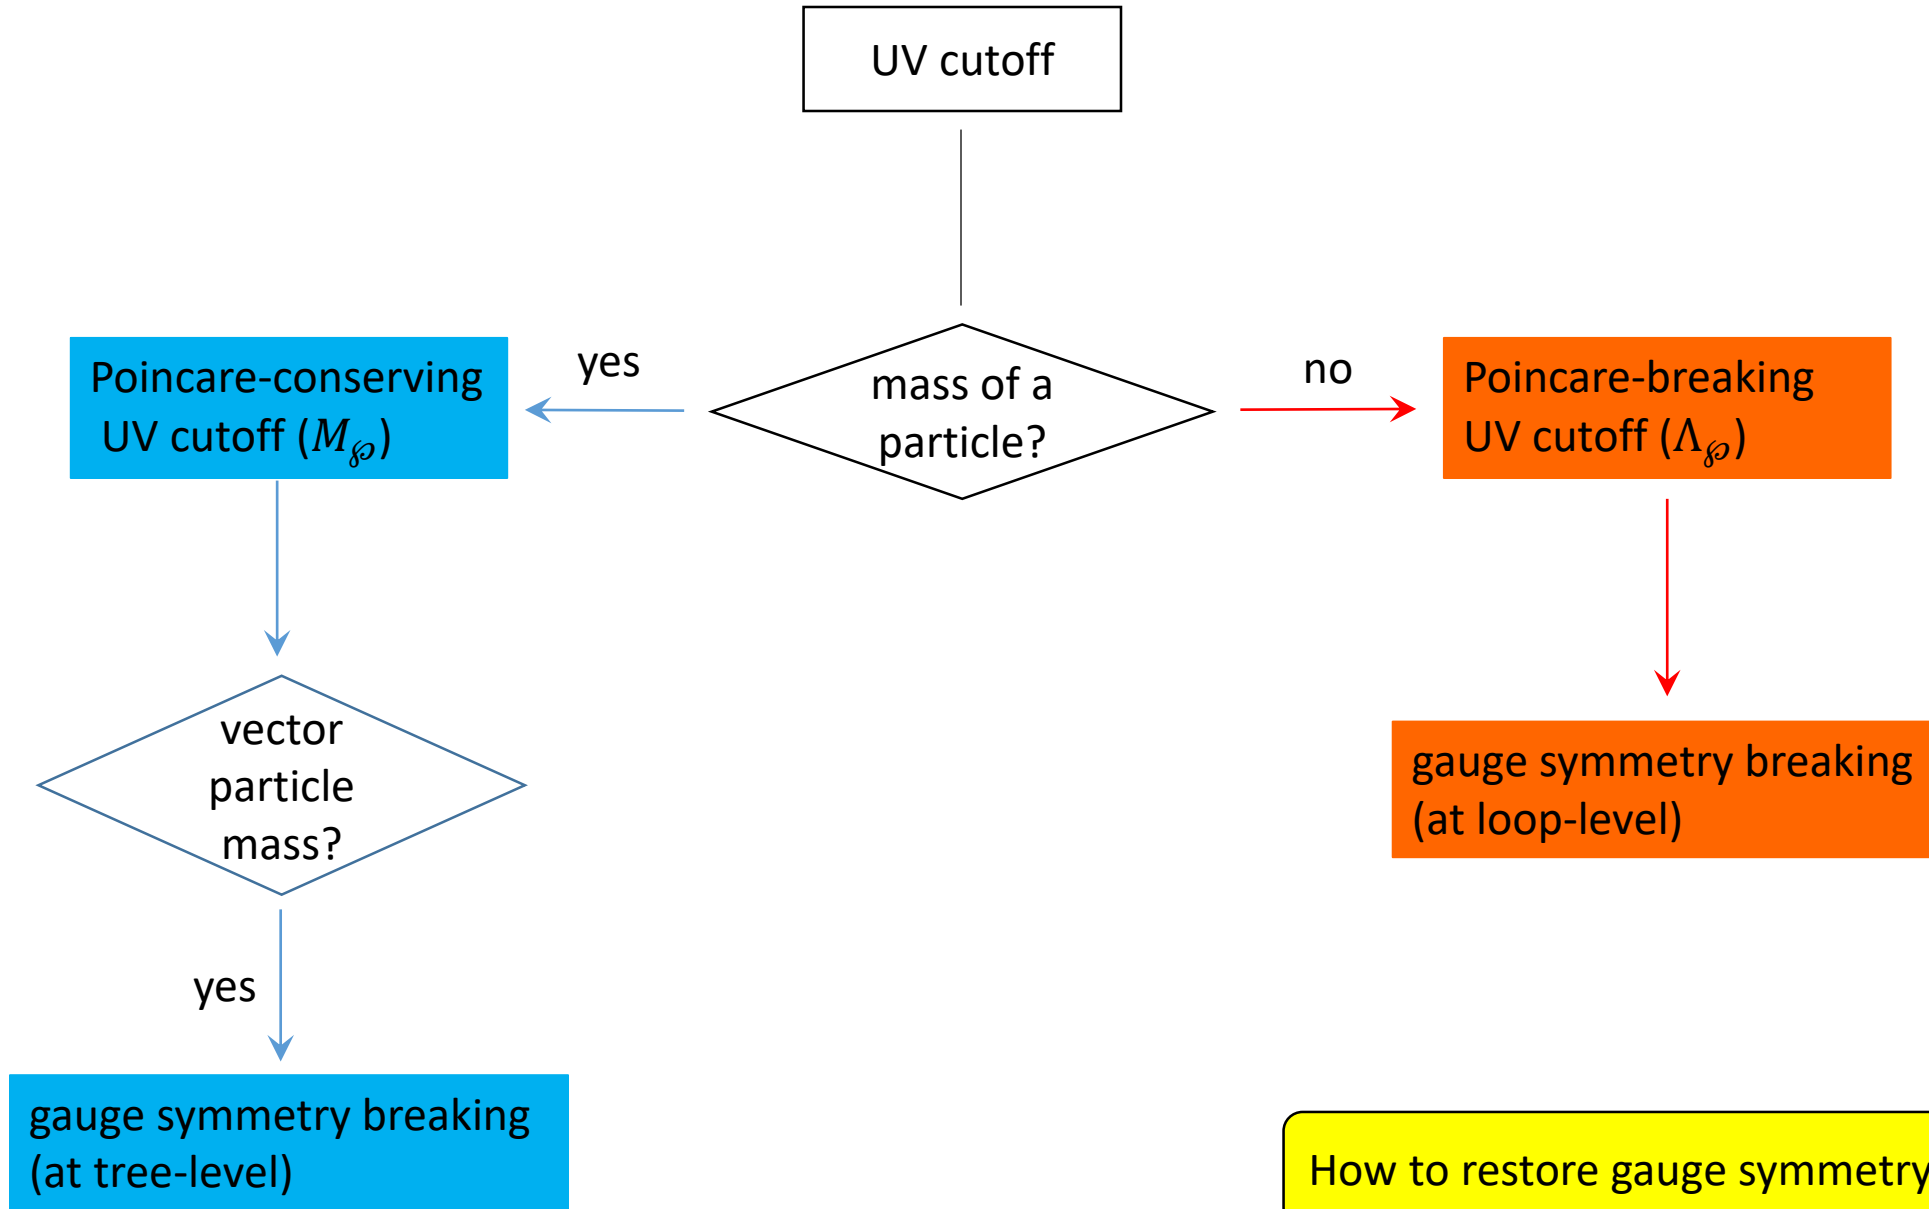 UV cutoff
yes
mass of a
particle?
no
Poincare-conserving
UV cutoff (M℘)
Poincare-breaking
UV cutoff (Λ℘)
vector
particle
mass?
gauge symmetry breaking
(at loop-level)
yes
gauge symmetry breaking
(at tree-level)
How to restore gauge symmetry